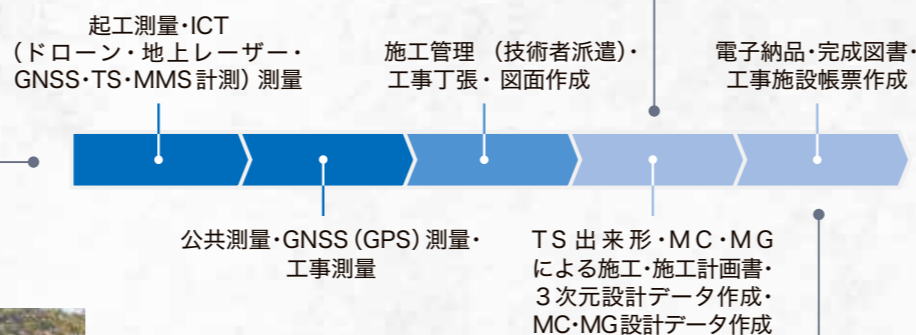 起工測量・ICT
(ドローン・地上レーザー・
GNSS・TS・MMS計測)測量
施工管理 (技術者派遣)・
工事丁張・図面作成
電子納品・完成図書・
工事施設帳票作成
公共測量・GNSS(GPS)測量・
工事測量
TS出来形・MC・MG
による施工・施工計画書・
3次元設計データ作成・
MC・MG設計データ作成